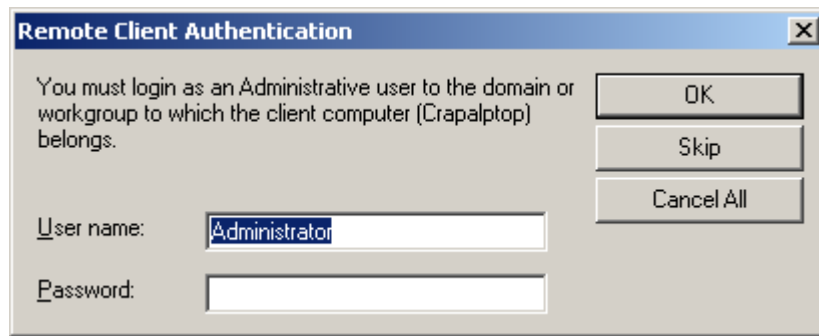 Remote Client Authentication
You must login as an Administrative user to the domain or
workgroup to which the client computer (Crapalptop)
belongs.
OK
Skip
Cancel All
User name:
Administrator
Password: